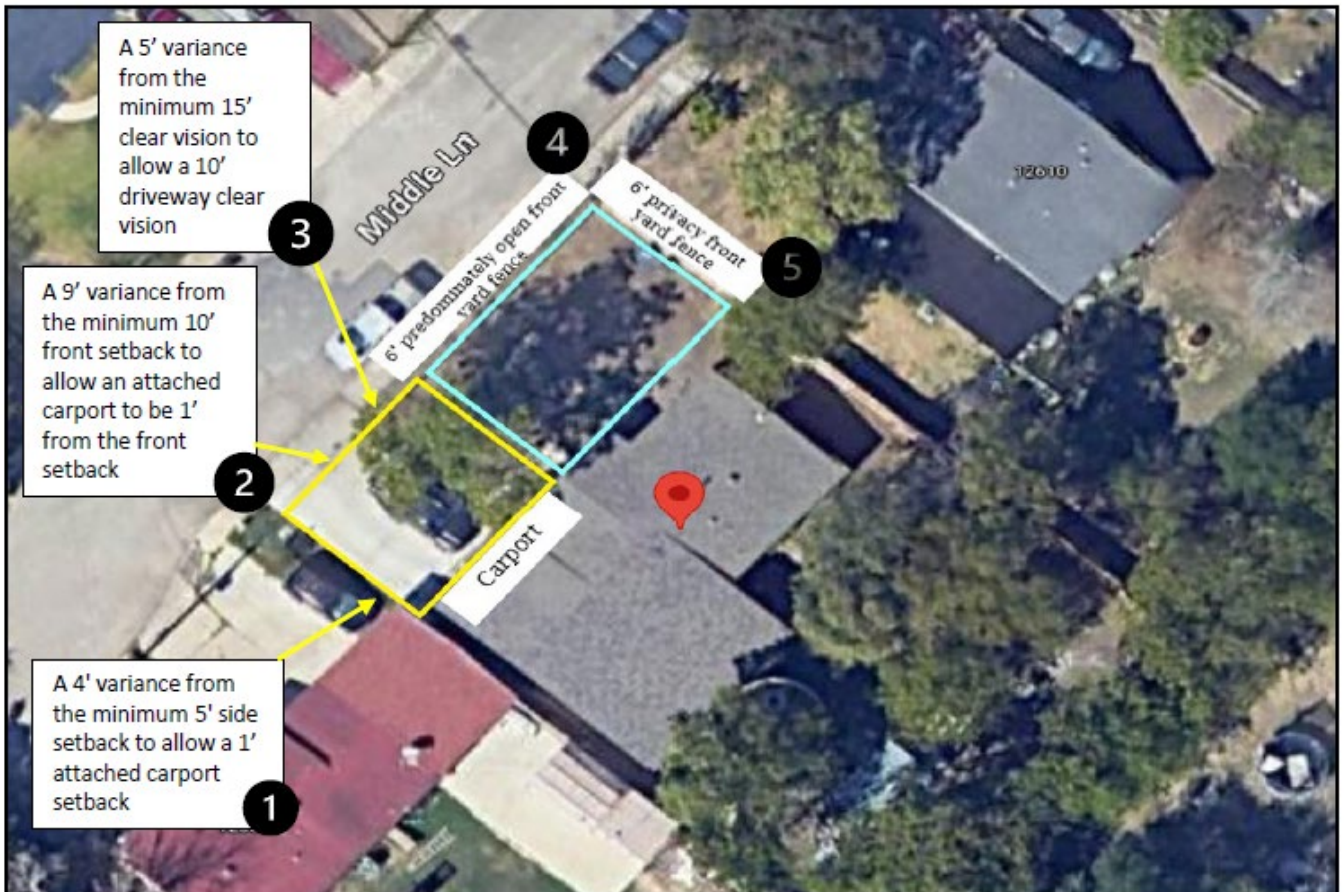 A 5' variance
from the
minimum 15'
clear vision to
allow a 10'
driveway clear
vision
3
A 9' variance from
the minimum 10'
front setback to
allow an attached
carport to be 1'
from the front
setback
2
A 4' variance from
the minimum 5' side
setback to allow a 1'
attached carport
setback
1
Middle Ln
4
6' predominately open front
yard fence
6' privacy front
yard fence
5
12610
Carport